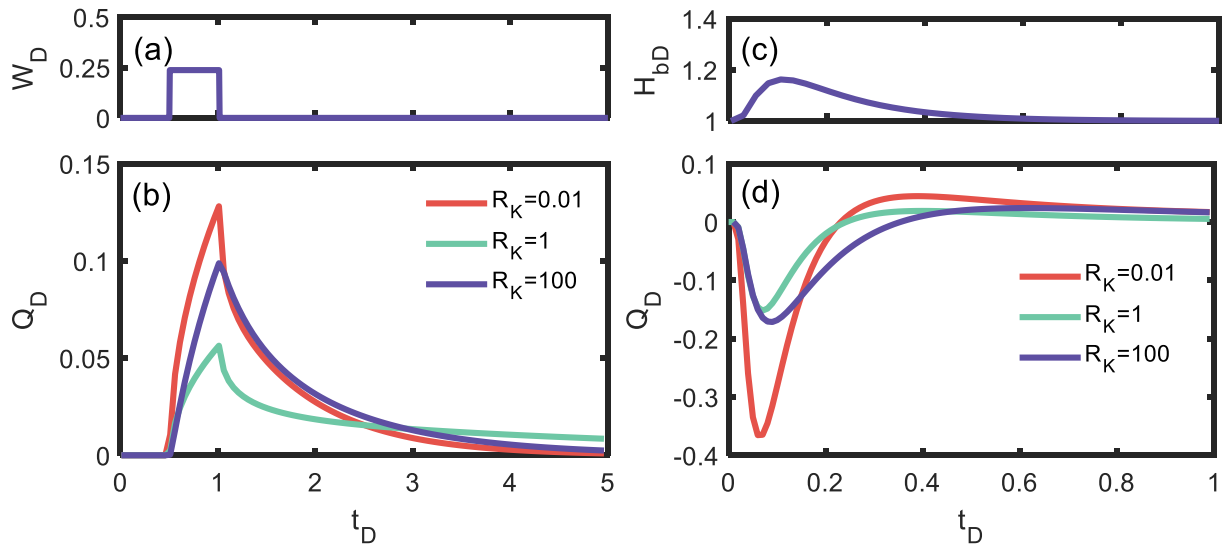 (a)
W_D
0.5
0.25
0
(c)
H_bD
1.4
1.2
1
(b)
Q_D
0.15
0.1
0.05
0
R_K=0.01
R_K=1
R_K=100
0 1 2 3 4 5
t_D
(d)
Q_D
0.1
0
-0.1
-0.2
-0.3
-0.4
R_K=0.01
R_K=1
R_K=100
0 0.2 0.4 0.6 0.8 1
t_D